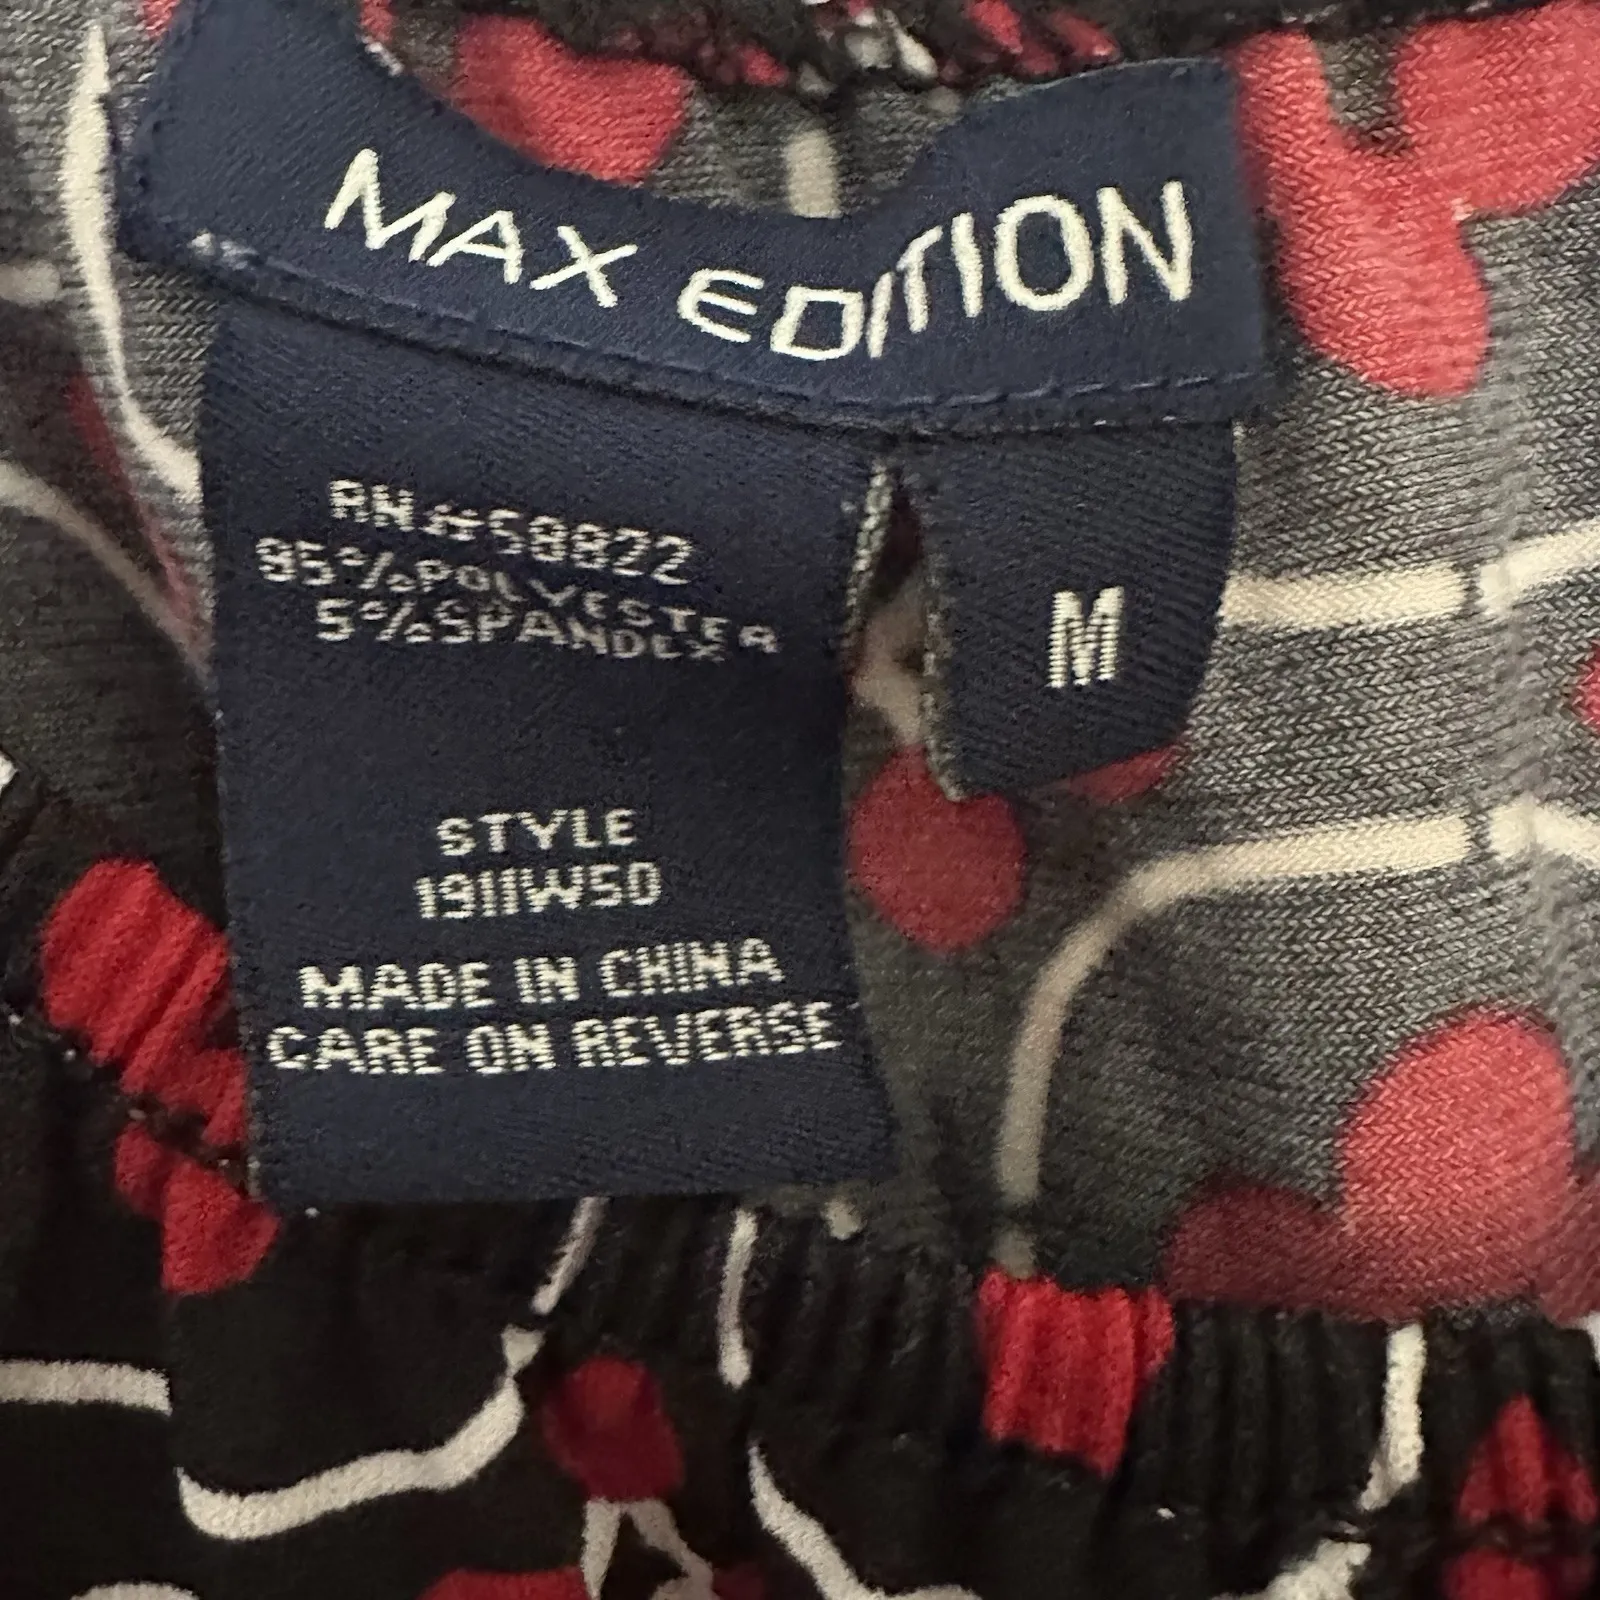 MAX EDITION
RN#58822
95%POLYESTER
5%SPANDEX
M
STYLE
1911W50
MADE IN CHINA
CARE ON REVERSE